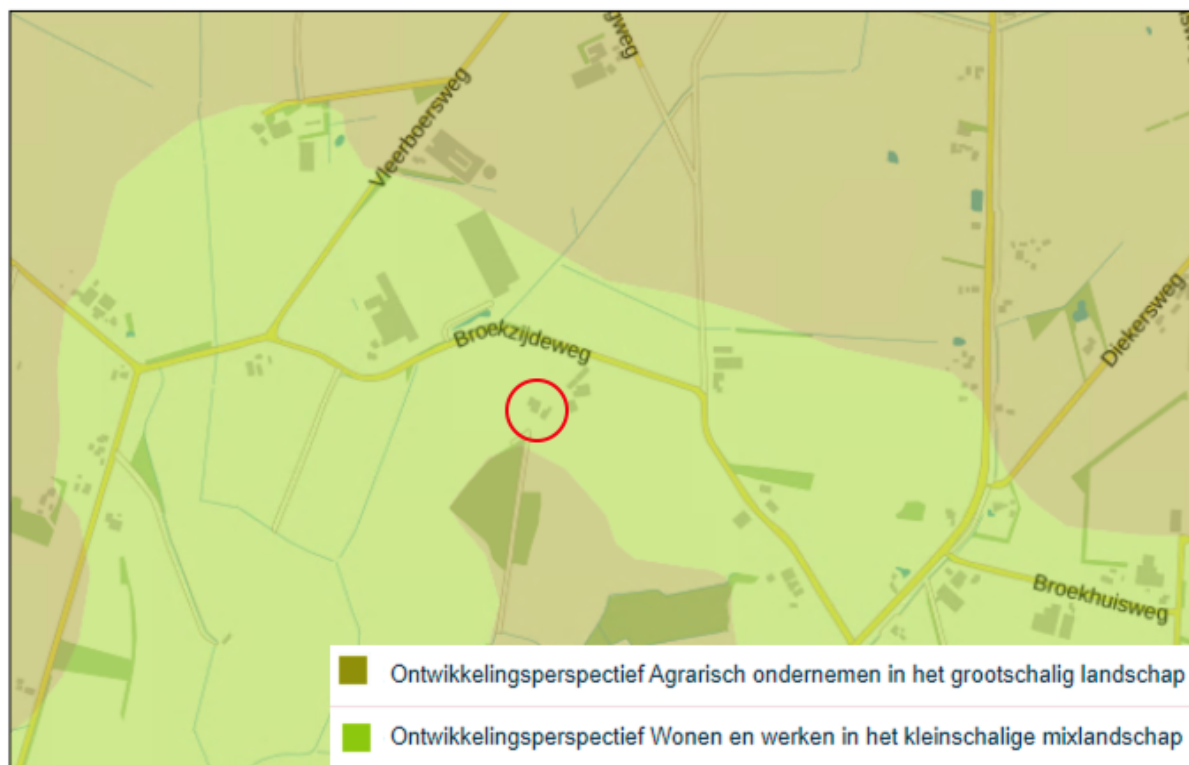 Vleerboersweg
Broekzijdeweg
Diekersweg
Broekhuisweg
Ontwikkelingsperspectief Agrarisch ondernemen in het grootschalig landschap
Ontwikkelingsperspectief Wonen en werken in het kleinschalige mixlandschap